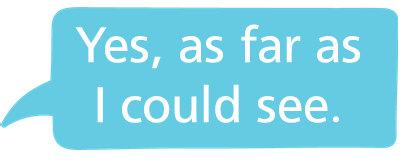 Yes, as far as
I could see.